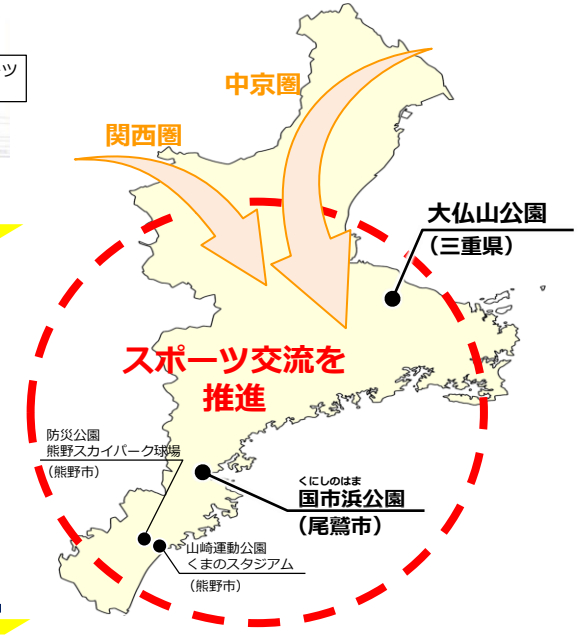 ツ
中京圏
関西圏
大仏山公園
（三重県）
スポーツ交流を
推進
防災公園
熊野スカイパーク球場
（熊野市）
くにしのはま
国市浜公園
（尾鷲市）
山崎運動公園
くまのスタジアム
（熊野市）